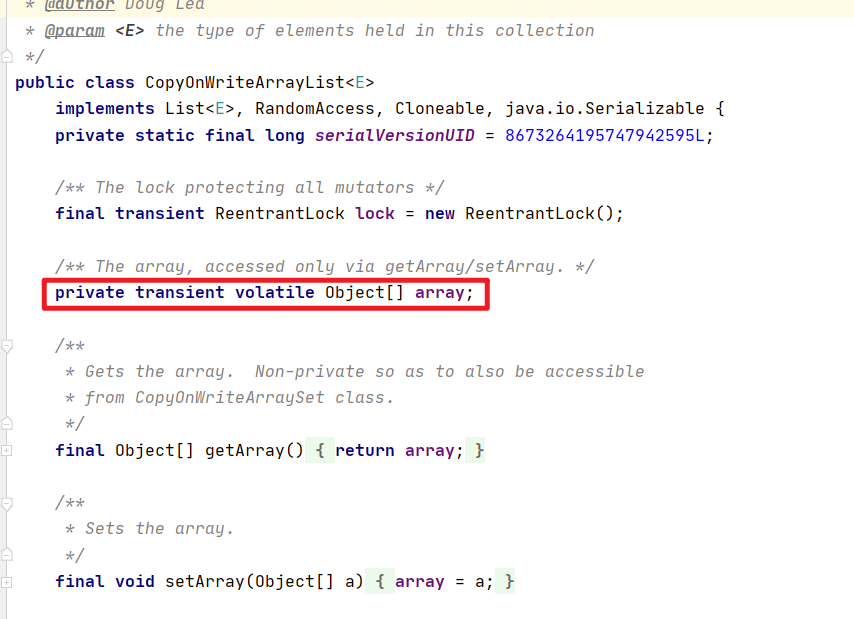 * @author Doug Lea
* @param <E> the type of elements held in this collection
*/
public class CopyOnWriteArrayList<E>
implements List<E>, RandomAccess, Cloneable, java.io.Serializable {
private static final long serialVersionUID = 8673264195747942595L;
/** The lock protecting all mutators */
final transient ReentrantLock lock = new ReentrantLock();
/** The array, accessed only via getArray/setArray. */
private transient volatile Object[] array;
/**
* Gets the array.  Non-private so as to also be accessible
* from CopyOnWriteArraySet class.
*/
final Object[] getArray() { return array; }
/**
* Sets the array.
*/
final void setArray(Object[] a) { array = a; }